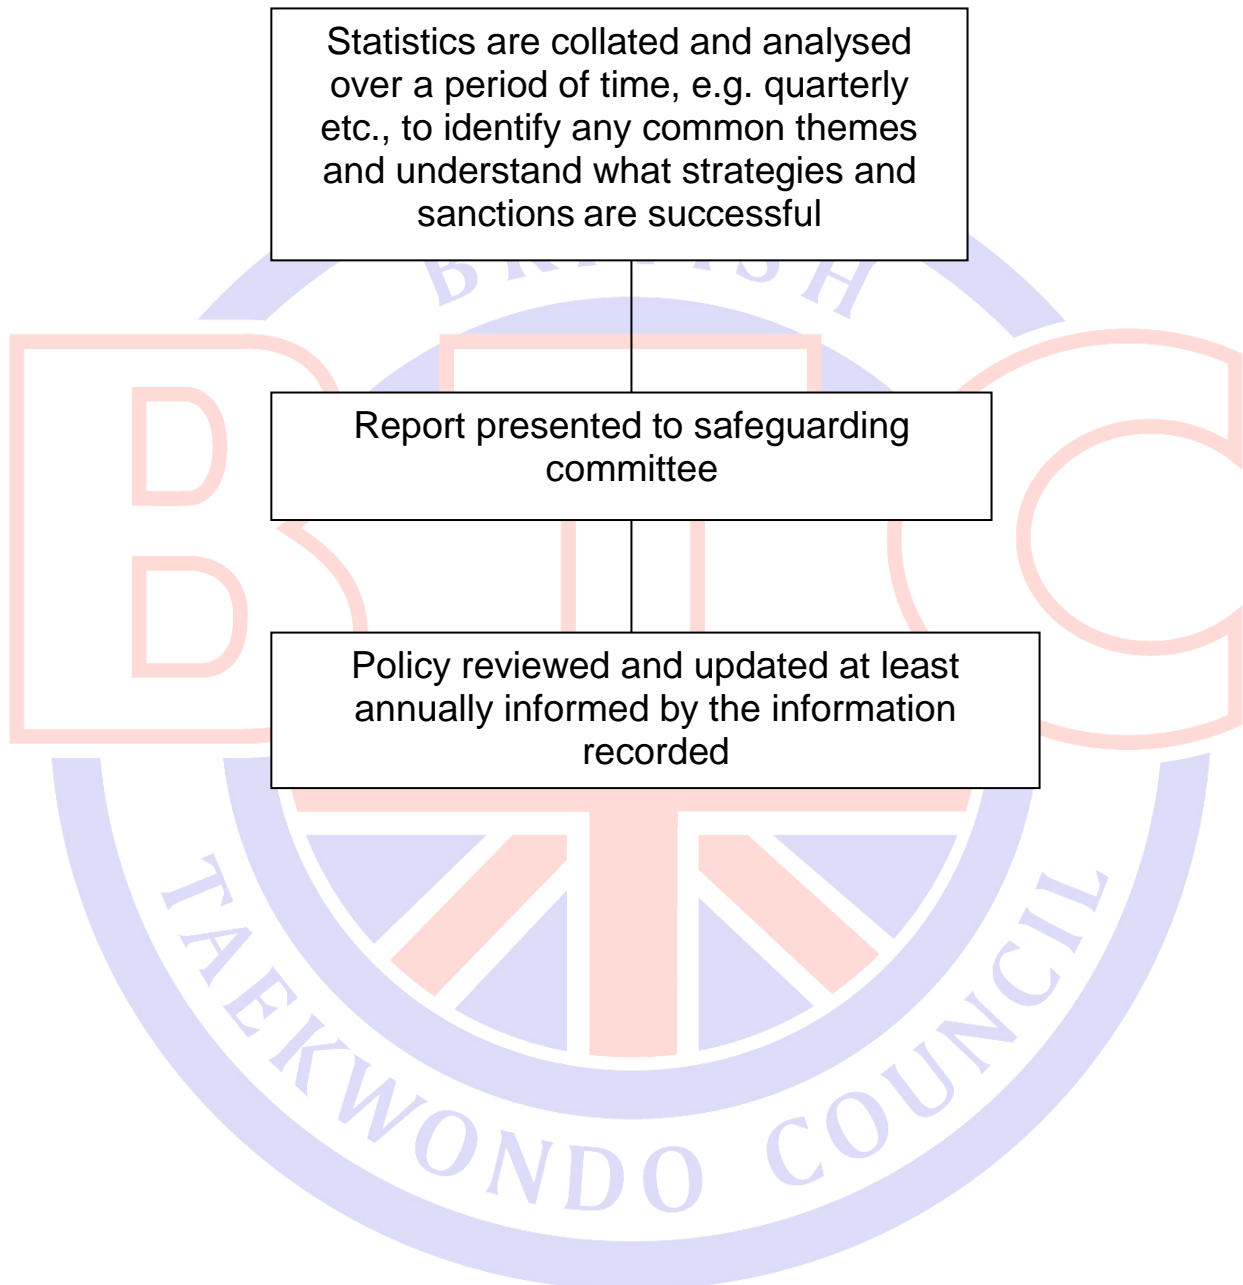 Statistics are collated and analysed
over a period of time, e.g. quarterly
etc., to identify any common themes
and understand what strategies and
sanctions are successful
BRITISH
BTC
Report presented to safeguarding
committee
Policy reviewed and updated at least
annually informed by the information
recorded
TAEKWONDO COUNCIL